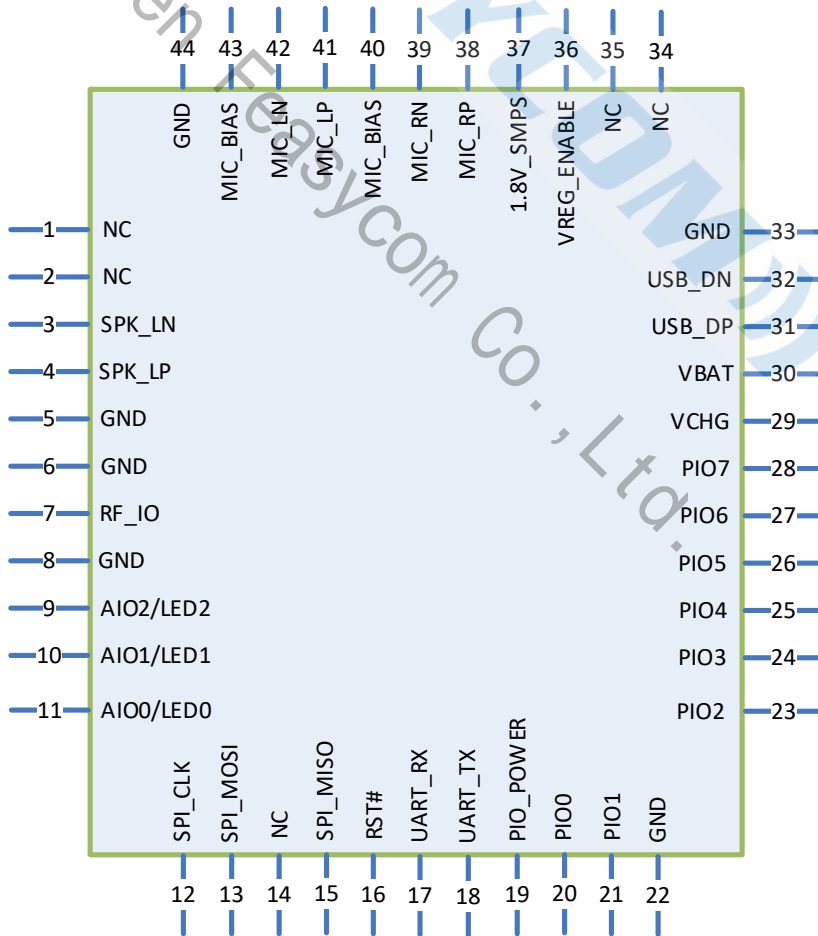 44 43 42 41 40 39 38 37 36 35 34
GND MIC_BIAS MIC_LN MIC_LP MIC_BIAS MIC_RN MIC_RP 1.8V_SMPS VREG_ENABLE NC NC
1 NC
2 NC
3 SPK_LN
4 SPK_LP
5 GND
6 GND
7 RF_IO
8 GND
9 AIO2/LED2
10 AIO1/LED1
11 AIO0/LED0
GND 33
USB_DN 32
USB_DP 31
VBAT 30
VCHG 29
PIO7 28
PIO6 27
PIO5 26
PIO4 25
PIO3 24
PIO2 23
SPI_CLK SPI_MOSI NC SPI_MISO RST# UART_RX UART_TX PIO_POWER PIO0 PIO1 GND
12 13 14 15 16 17 18 19 20 21 22
Feasycom Co.,Ltd.